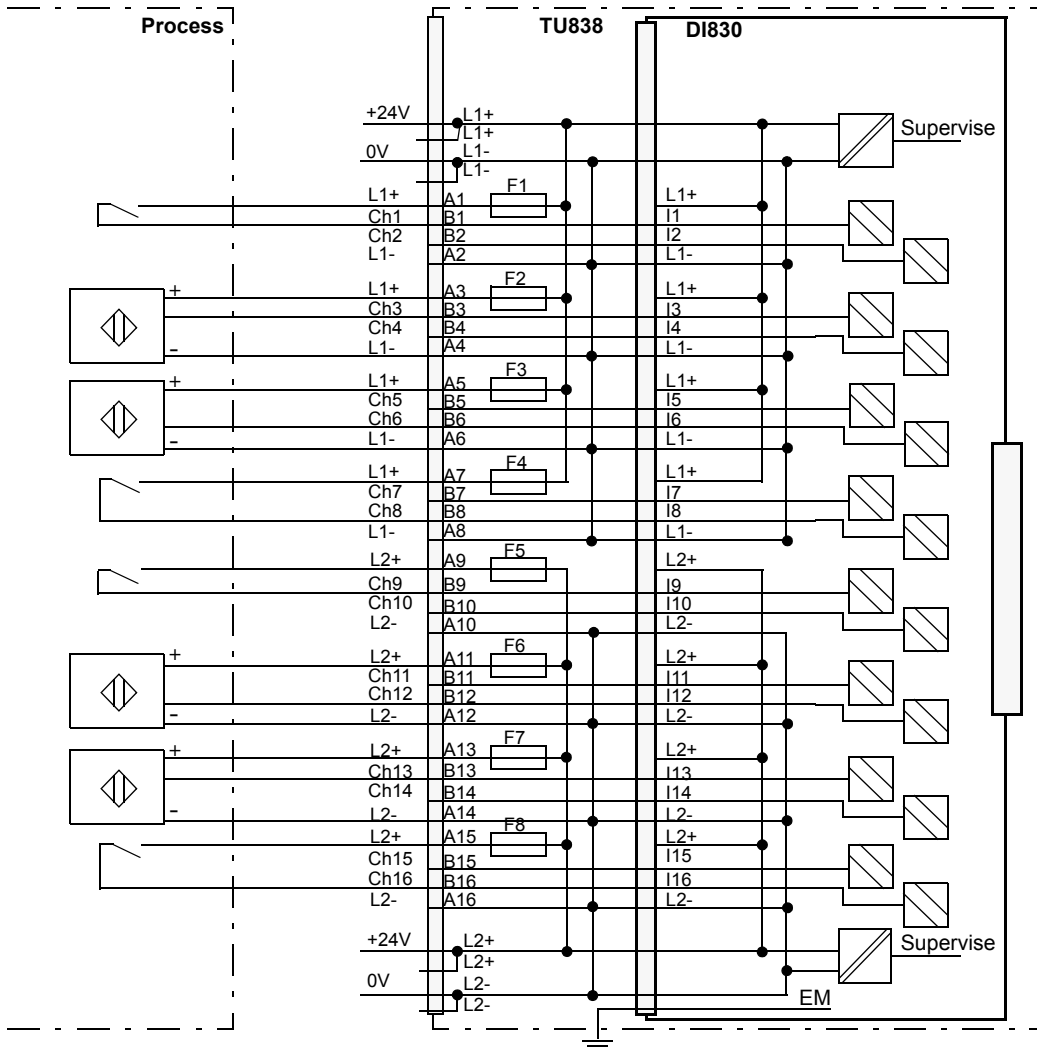 Process TU838 DI830
+24V L1+
L1+ Supervise
0V L1-
L1-
L1+ A1 F1 L1+
Ch1 B1 I1
Ch2 B2 I2
L1- A2 L1-
+ L1+ A3 F2 L1+
Ch3 B3 I3
Ch4 B4 I4
- L1- A4 L1-
+ L1+ A5 F3 L1+
Ch5 B5 I5
Ch6 B6 I6
- L1- A6 L1-
L1+ A7 F4 L1+
Ch7 B7 I7
Ch8 B8 I8
L1- A8 L1-
L2+ A9 F5 L2+
Ch9 B9 I9
Ch10 B10 I10
L2- A10 L2-
+ L2+ A11 F6 L2+
Ch11 B11 I11
Ch12 B12 I12
- L2- A12 L2-
+ L2+ A13 F7 L2+
Ch13 B13 I13
Ch14 B14 I14
- L2- A14 L2-
L2+ A15 F8 L2+
Ch15 B15 I15
Ch16 B16 I16
L2- A16 L2-
+24V L2+ Supervise
L2+
0V L2-
L2- EM